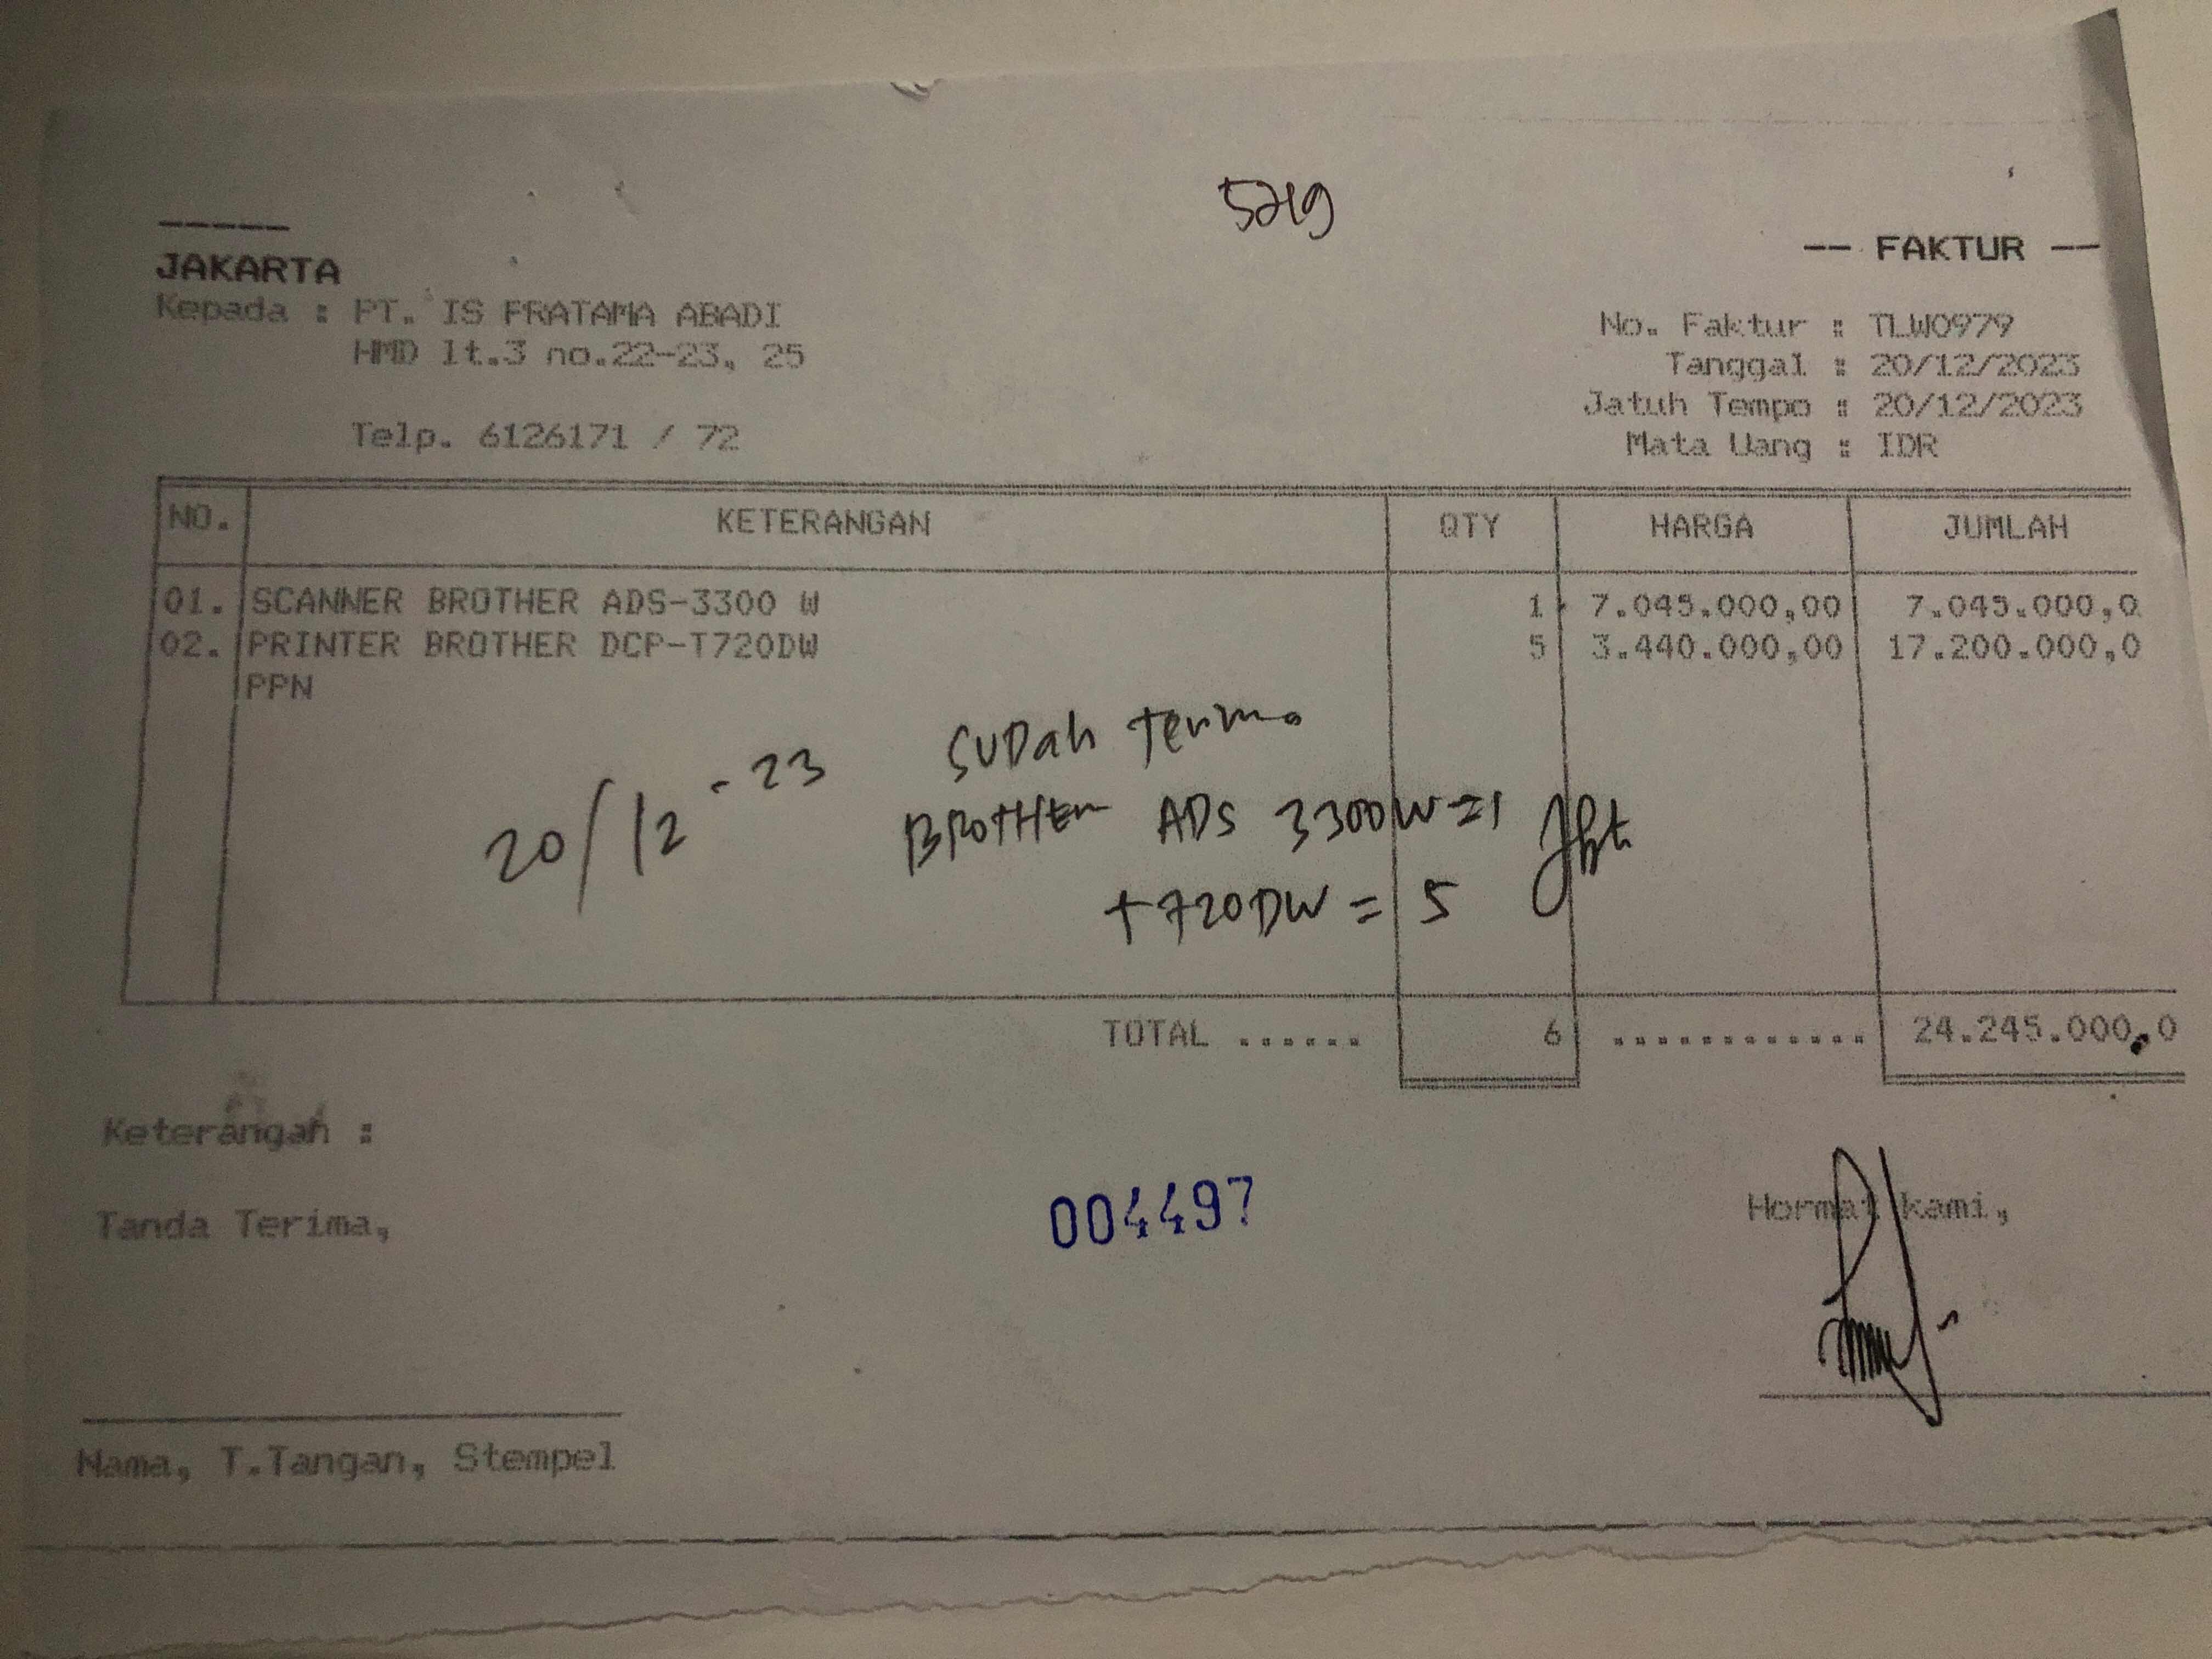 5219
-----
JAKARTA
-- FAKTUR --
Kepada : PT. IS PRATAMA ABADI
HMD lt.3 no.22-23, 25
Telp. 6126171 / 72
No. Faktur : TLW0979
Tanggal : 20/12/2023
Jatuh Tempo : 20/12/2023
Mata Uang : IDR
NO. KETERANGAN QTY HARGA JUMLAH
01. SCANNER BROTHER ADS-3300 W 1 7.045.000,00 7.045.000,0
02. PRINTER BROTHER DCP-T720DW 5 3.440.000,00 17.200.000,0
PPN
20/12-23 SUDah Terima
BROTHER ADS 3300W=1
T720DW = 5
TOTAL ...... 6 ............ 24.245.000,0
Keterangan :
Tanda Terima,
004497
Hormat kami,
Nama, T.Tangan, Stempel